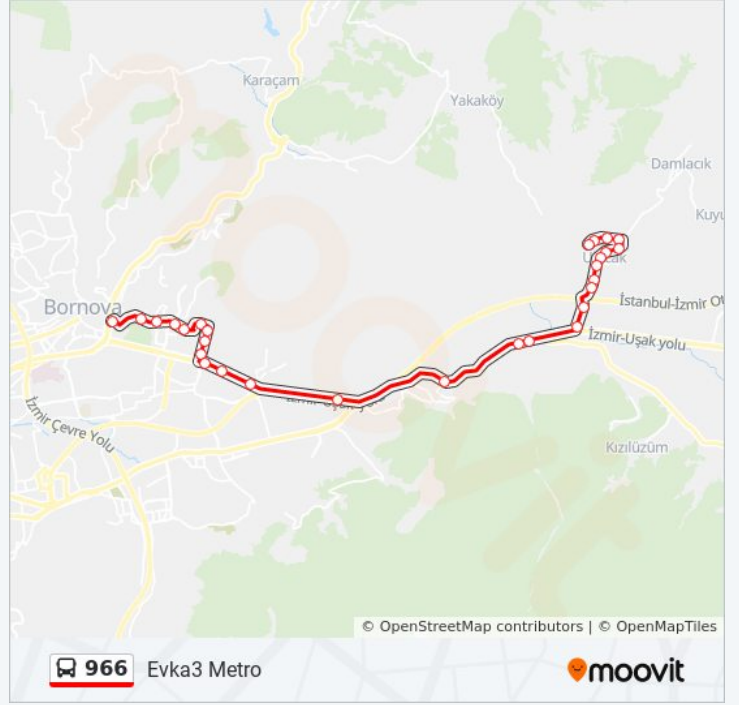 Karaçam
Yakaköy
Damlacık
Kuyu
Bornova
İstanbul-İzmir Ot
İzmir-Uşak yolu
İzmir Çevre Yolu
Kızılüzüm
© OpenStreetMap contributors | © OpenMapTiles
966 Evka3 Metro
moovit